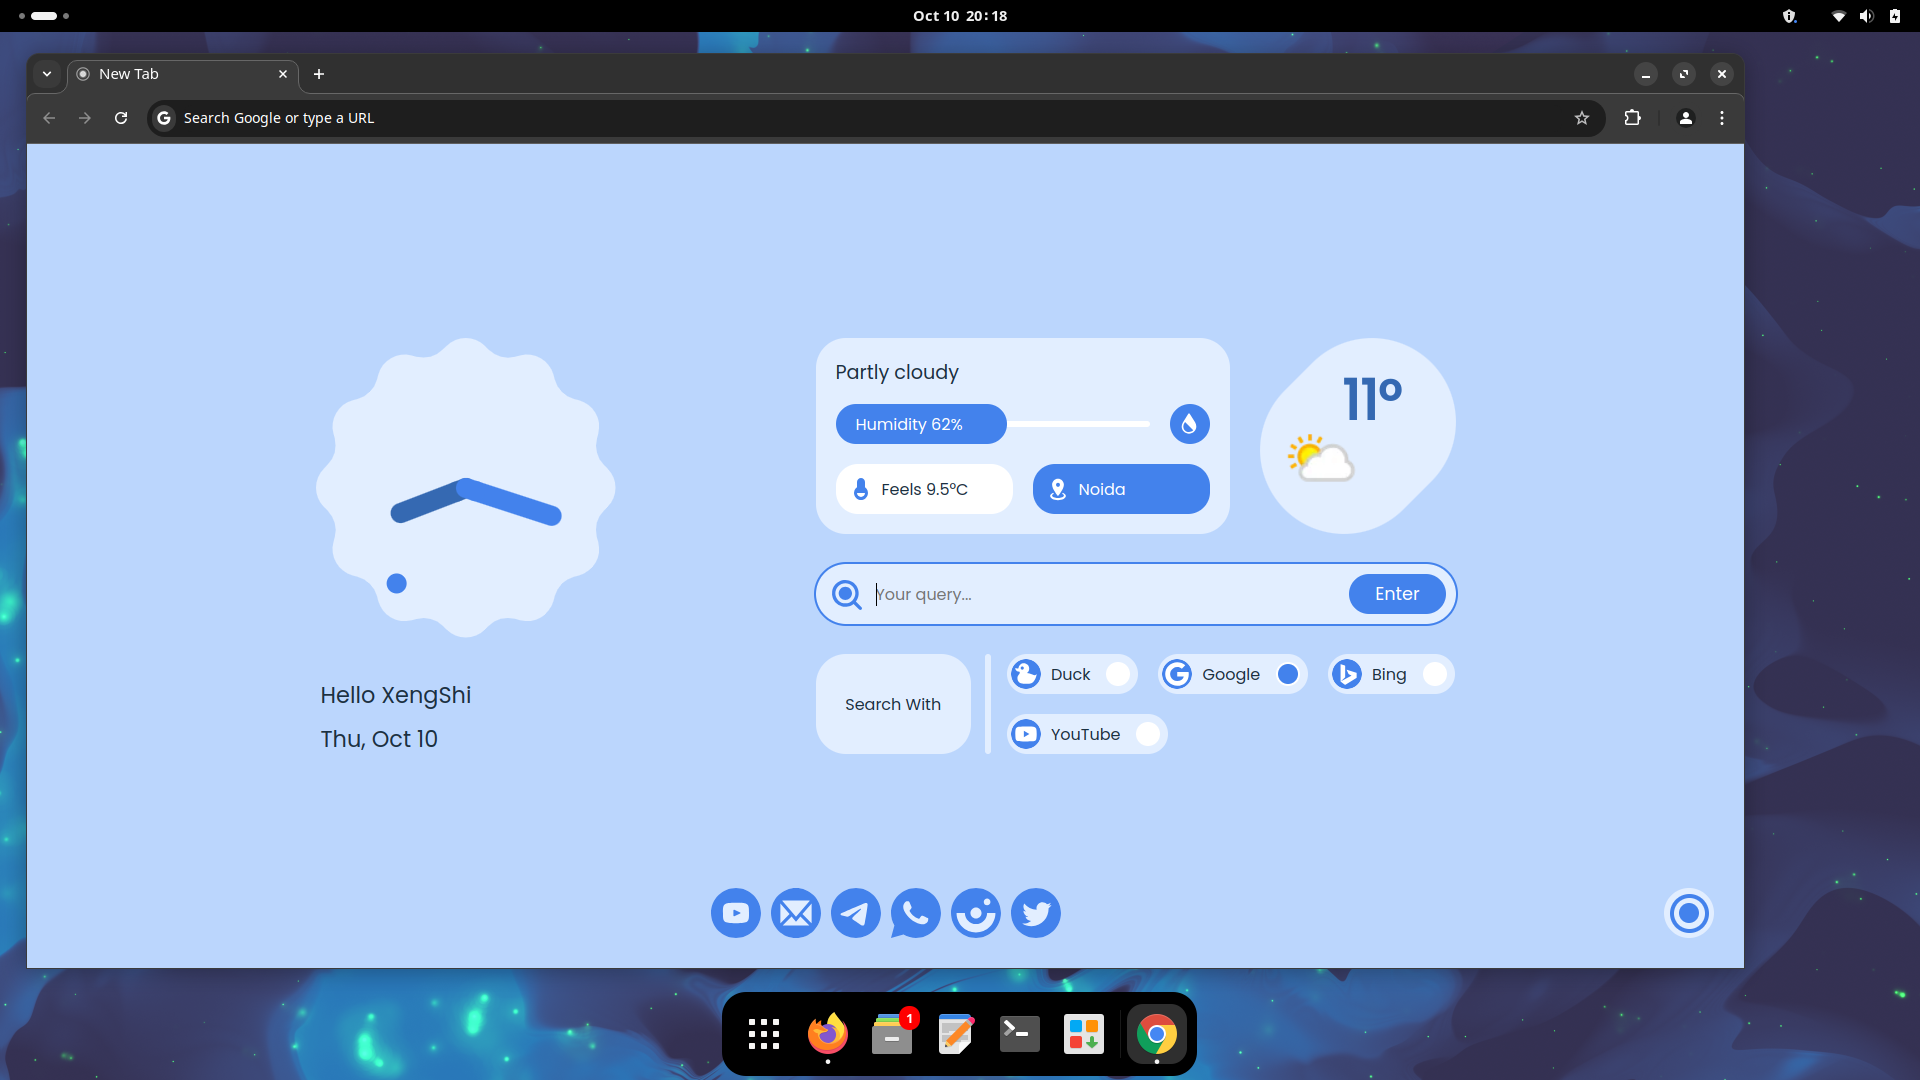 Oct 10 20:18
New Tab
Search Google or type a URL
Partly cloudy
Humidity 62%
Feels 9.5°C
Noida
11°
Your query...
Enter
Search With
Duck
Google
Bing
YouTube
Hello XengShi
Thu, Oct 10
1